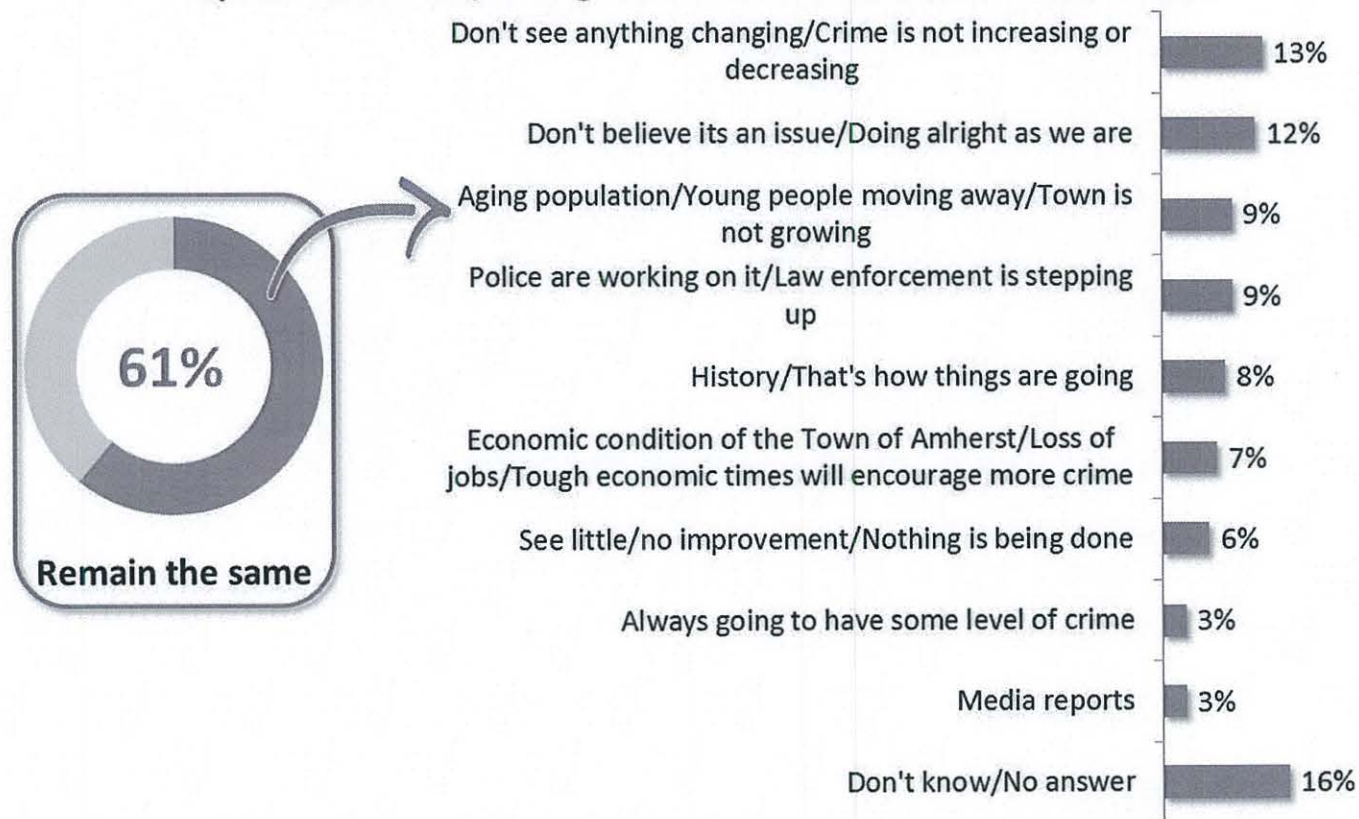 Don't see anything changing/Crime is not increasing or
decreasing
13%
Don't believe its an issue/Doing alright as we are
12%
Aging population/Young people moving away/Town is
not growing
9%
Police are working on it/Law enforcement is stepping
up
9%
61%
History/That's how things are going
8%
Economic condition of the Town of Amherst/Loss of
jobs/Tough economic times will encourage more crime
7%
See little/no improvement/Nothing is being done
6%
Remain the same
Always going to have some level of crime
3%
Media reports
3%
Don't know/No answer
16%